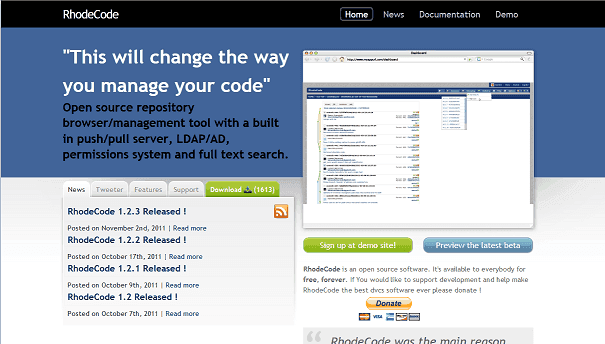 RhodeCode
Home News Documentation Demo
"This will change the way
you manage your code"
Open source repository
browser/management tool with a built
in push/pull server, LDAP/AD,
permissions system and full text search.
News Tweeter Features Support Download (1613)
RhodeCode 1.2.3 Released !
Posted on November 2nd, 2011 | Read more
RhodeCode 1.2.2 Released !
Posted on October 17th, 2011 | Read more
RhodeCode 1.2.1 Released !
Posted on October 9th, 2011 | Read more
RhodeCode 1.2 Released !
Posted on October 7th, 2011 | Read more
Dashboard
Sign up at demo site!
Preview the latest beta
RhodeCode is an open source software. It's available to everybody for
free, forever. If You would like to support development and help make
RhodeCode the best dvcs software ever please donate !
Donate
VISA
RhodeCode was the main reason